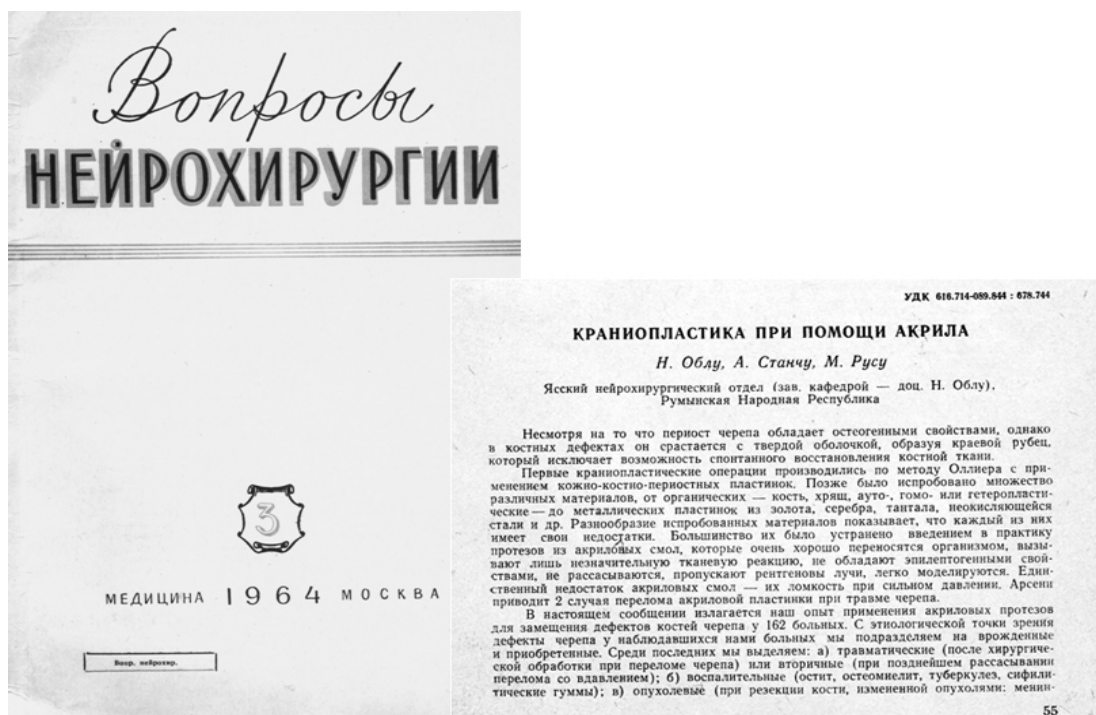 Вопросы
НЕЙРОХИРУРГИИ
3
МЕДИЦИНА 1964 МОСКВА
Вопр. нейрохир.
УДК 616.714-089.844 : 678.744
КРАНИОПЛАСТИКА ПРИ ПОМОЩИ АКРИЛА
Н. Облу, А. Станчу, М. Русу
Ясский нейрохирургический отдел (зав. кафедрой — доц. Н. Облу),
Румынская Народная Республика
Несмотря на то что периост черепа обладает остеогенными свойствами, однако
в костных дефектах он срастается с твердой оболочкой, образуя краевой рубец,
который исключает возможность спонтанного восстановления костной ткани.
Первые краниопластические операции производились по методу Оллиера с при-
менением кожно-костно-периостных пластинок. Позже было испробовано множество
различных материалов, от органических — кость, хрящ, ауто-, гомо- или гетеропласти-
ческие — до металлических пластинок из золота, серебра, тантала, неокисляющейся
стали и др. Разнообразие испробованных материалов показывает, что каждый из них
имеет свои недостатки. Большинство их было устранено введением в практику
протезов из акриловых смол, которые очень хорошо переносятся организмом, вызы-
вают лишь незначительную тканевую реакцию, не обладают эпилептогенными свой-
ствами, не рассасываются, пропускают рентгеновы лучи, легко моделируются. Един-
ственный недостаток акриловых смол — их ломкость при сильном давлении. Арсени
приводит 2 случая перелома акриловой пластинки при травме черепа.
В настоящем сообщении излагается наш опыт применения акриловых протезов
для замещения дефектов костей черепа у 162 больных. С этиологической точки зрения
дефекты черепа у наблюдавшихся нами больных мы подразделяем на врожденные
и приобретенные. Среди последних мы выделяем: а) травматические (после хирургиче-
ской обработки при переломе черепа) или вторичные (при позднейшем рассасывании
перелома со вдавлением); б) воспалительные (остит, остеомиелит, туберкулез, сифили-
тические гуммы); в) опухолевые (при резекции кости, измененной опухолями: менин-
55